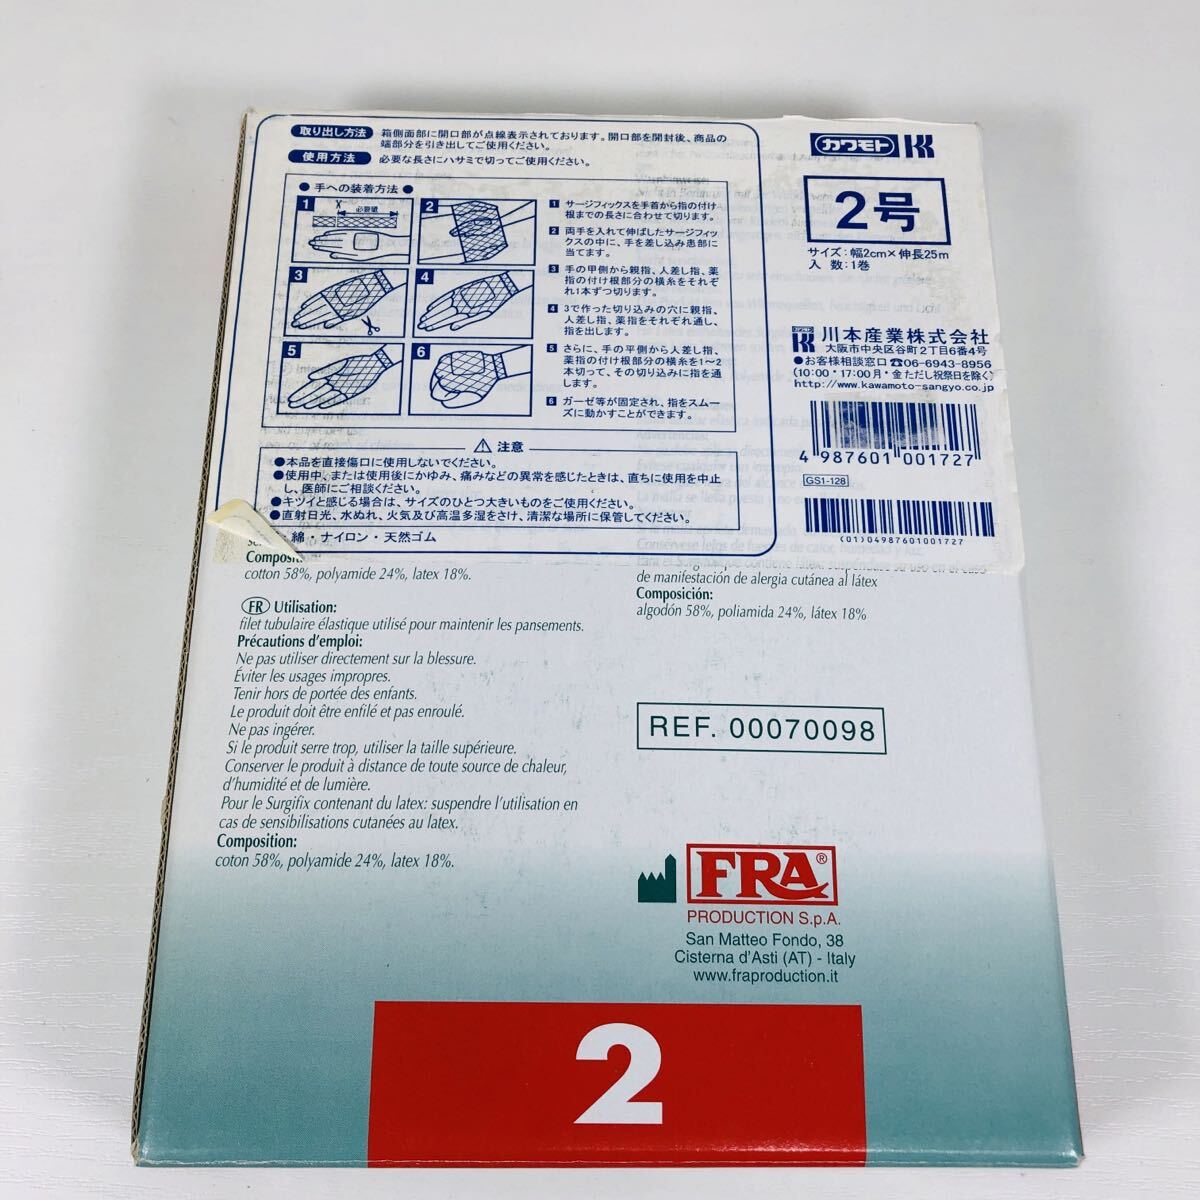 取り出し方法 箱側面部に開口部が点線表示されております。開口部を開封後、商品の
端部分を引き出してご使用ください。
使用方法 必要な長さにハサミで切ってご使用ください。
●手への装着方法●
1
必要量
2
3
4
5
6
1 サージフィックスを手首から指の付け
根までの長さに合わせて切ります。
2 両手を入れて伸ばしたサージフィッ
クスの中に、手を差し込み患部に
当てます。
3 手の甲側から親指、人差し指、薬
指の付け根部分の横糸をそれぞ
れ1本ずつ切ります。
4 3で作った切り込みの穴に親指、
人差し指、薬指をそれぞれ通し、
指を出します。
5 さらに、手の平側から人差し指、
薬指の付け根部分の横糸を1〜2
本切って、その切り込みに指を通
します。
6 ガーゼ等が固定され、指をスムー
ズに動かすことができます。
注意
●本品を直接傷口に使用しないでください。
●使用中、または使用後にかゆみ、痛みなどの異常を感じたときは、直ちに使用を中止
し、医師にご相談ください。
●キツイと感じる場合は、サイズのひとつ大きいものをご使用ください。
●直射日光、水ぬれ、火気及び高温多湿をさけ、清潔な場所に保管してください。
綿・ナイロン・天然ゴム
カワモト
2号
サイズ:幅2cm×伸長25m
入 数:1巻
カワモト
川本産業株式会社
大阪市中央区谷町2丁目6番4号
●お客様相談窓口 ☎06-6943-8956
(10:00・17:00月・金 ただし祝祭日を除く)
http://www.kawamoto-sangyo.co.jp
4 987601 001727
GS1-128
(01)04987601001727
cotton 58%, polyamide 24%, latex 18%.
FR Utilisation:
filet tubulaire élastique utilisé pour maintenir les pansements.
Précautions d'emploi:
Ne pas utiliser directement sur la blessure.
Éviter les usages impropres.
Tenir hors de portée des enfants.
Le produit doit être enfilé et pas enroulé.
Ne pas ingérer.
Si le produit serre trop, utiliser la taille supérieure.
Conserver le produit à distance de toute source de chaleur,
d'humidité et de lumière.
Pour le Surgifix contenant du latex: suspendre l'utilisation en
cas de sensibilisations cutanées au latex.
Composition:
coton 58%, polyamide 24%, latex 18%.
de manifestación de alergia cutánea al látex
Composición:
algodón 58%, poliamida 24%, látex 18%
REF. 00070098
FRA®
PRODUCTION S.p.A.
San Matteo Fondo, 38
Cisterna d'Asti (AT) - Italy
www.fraproduction.it
2